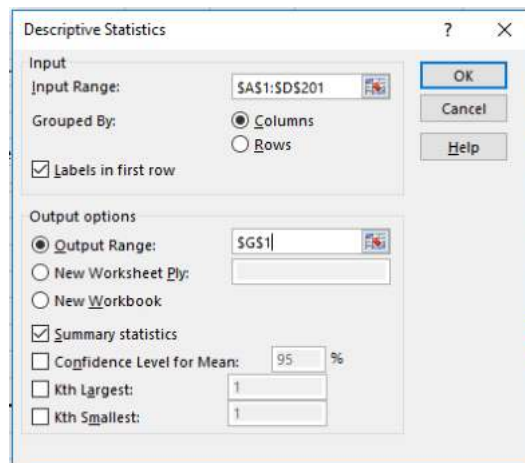 Descriptive Statistics ? ×
Input
Input Range: $A$1:$D$201
Grouped By: Columns
Rows
Labels in first row
OK
Cancel
Help
Output options
Output Range: $G$1
New Worksheet Ply:
New Workbook
Summary statistics
Confidence Level for Mean: 95 %
Kth Largest: 1
Kth Smallest: 1